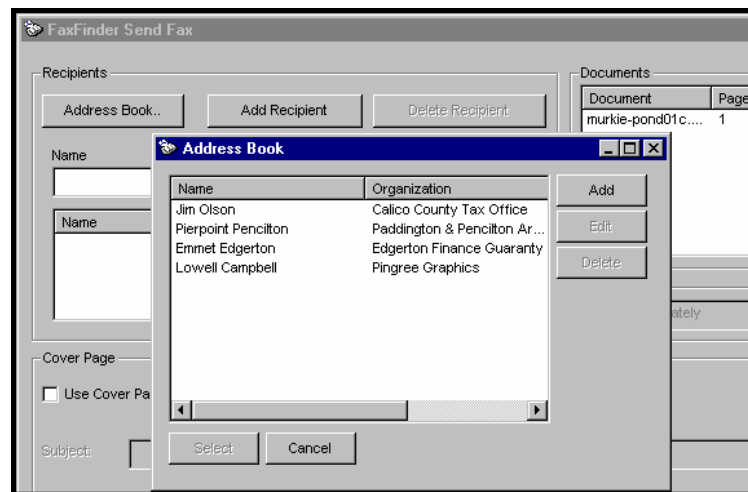 FaxFinder Send Fax
Recipients
Documents
Address Book..
Add Recipient
Delete Recipient
Document
Page
murkie-pond01c....
1
Name
Address Book
Name
Organization
Add
Jim Olson
Calico County Tax Office
Pierpoint Pencilton
Paddington & Pencilton Ar...
Edit
Emmet Edgerton
Edgerton Finance Guaranty
Lowell Campbell
Pingree Graphics
Delete
Name
ately
Cover Page
Use Cover Pa
Select
Cancel
Subject: